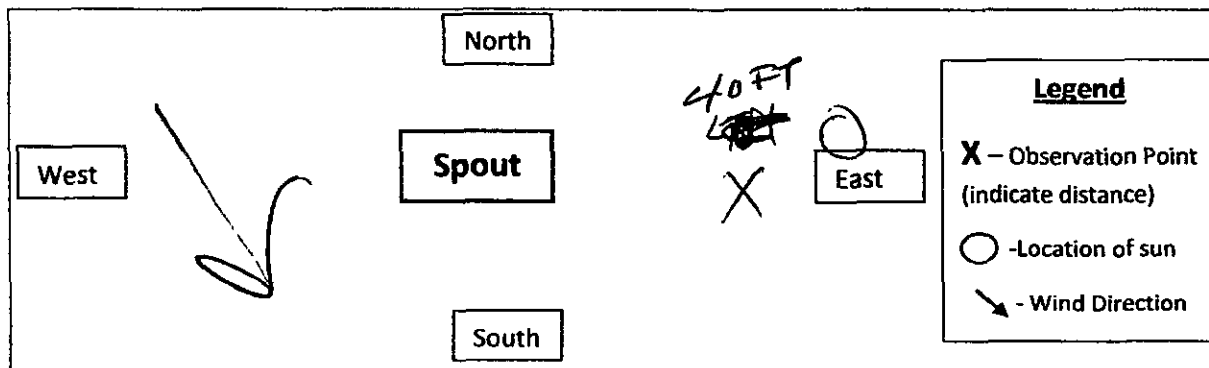 North
40 FT
West
Spout
X
East
South
Legend
X – Observation Point
(indicate distance)
-Location of sun
- Wind Direction